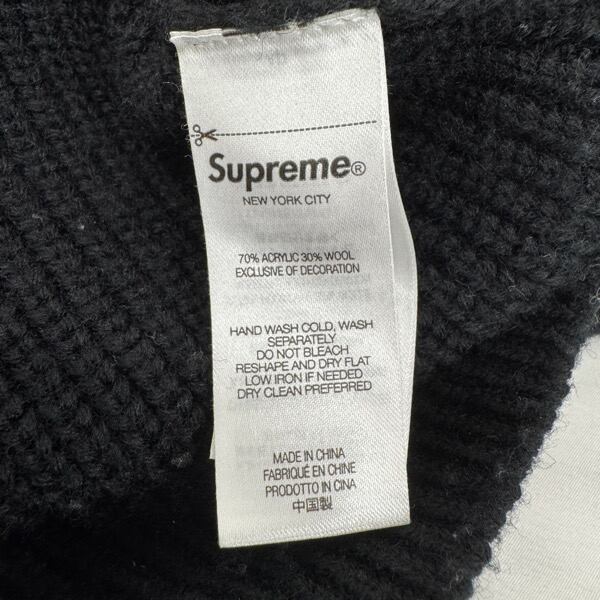 Supreme®
NEW YORK CITY
70% ACRYLIC 30% WOOL
EXCLUSIVE OF DECORATION
HAND WASH COLD, WASH
SEPARATELY
DO NOT BLEACH
RESHAPE AND DRY FLAT
LOW IRON IF NEEDED
DRY CLEAN PREFERRED
MADE IN CHINA
FABRIQUÉ EN CHINE
PRODOTTO IN CINA
中国製